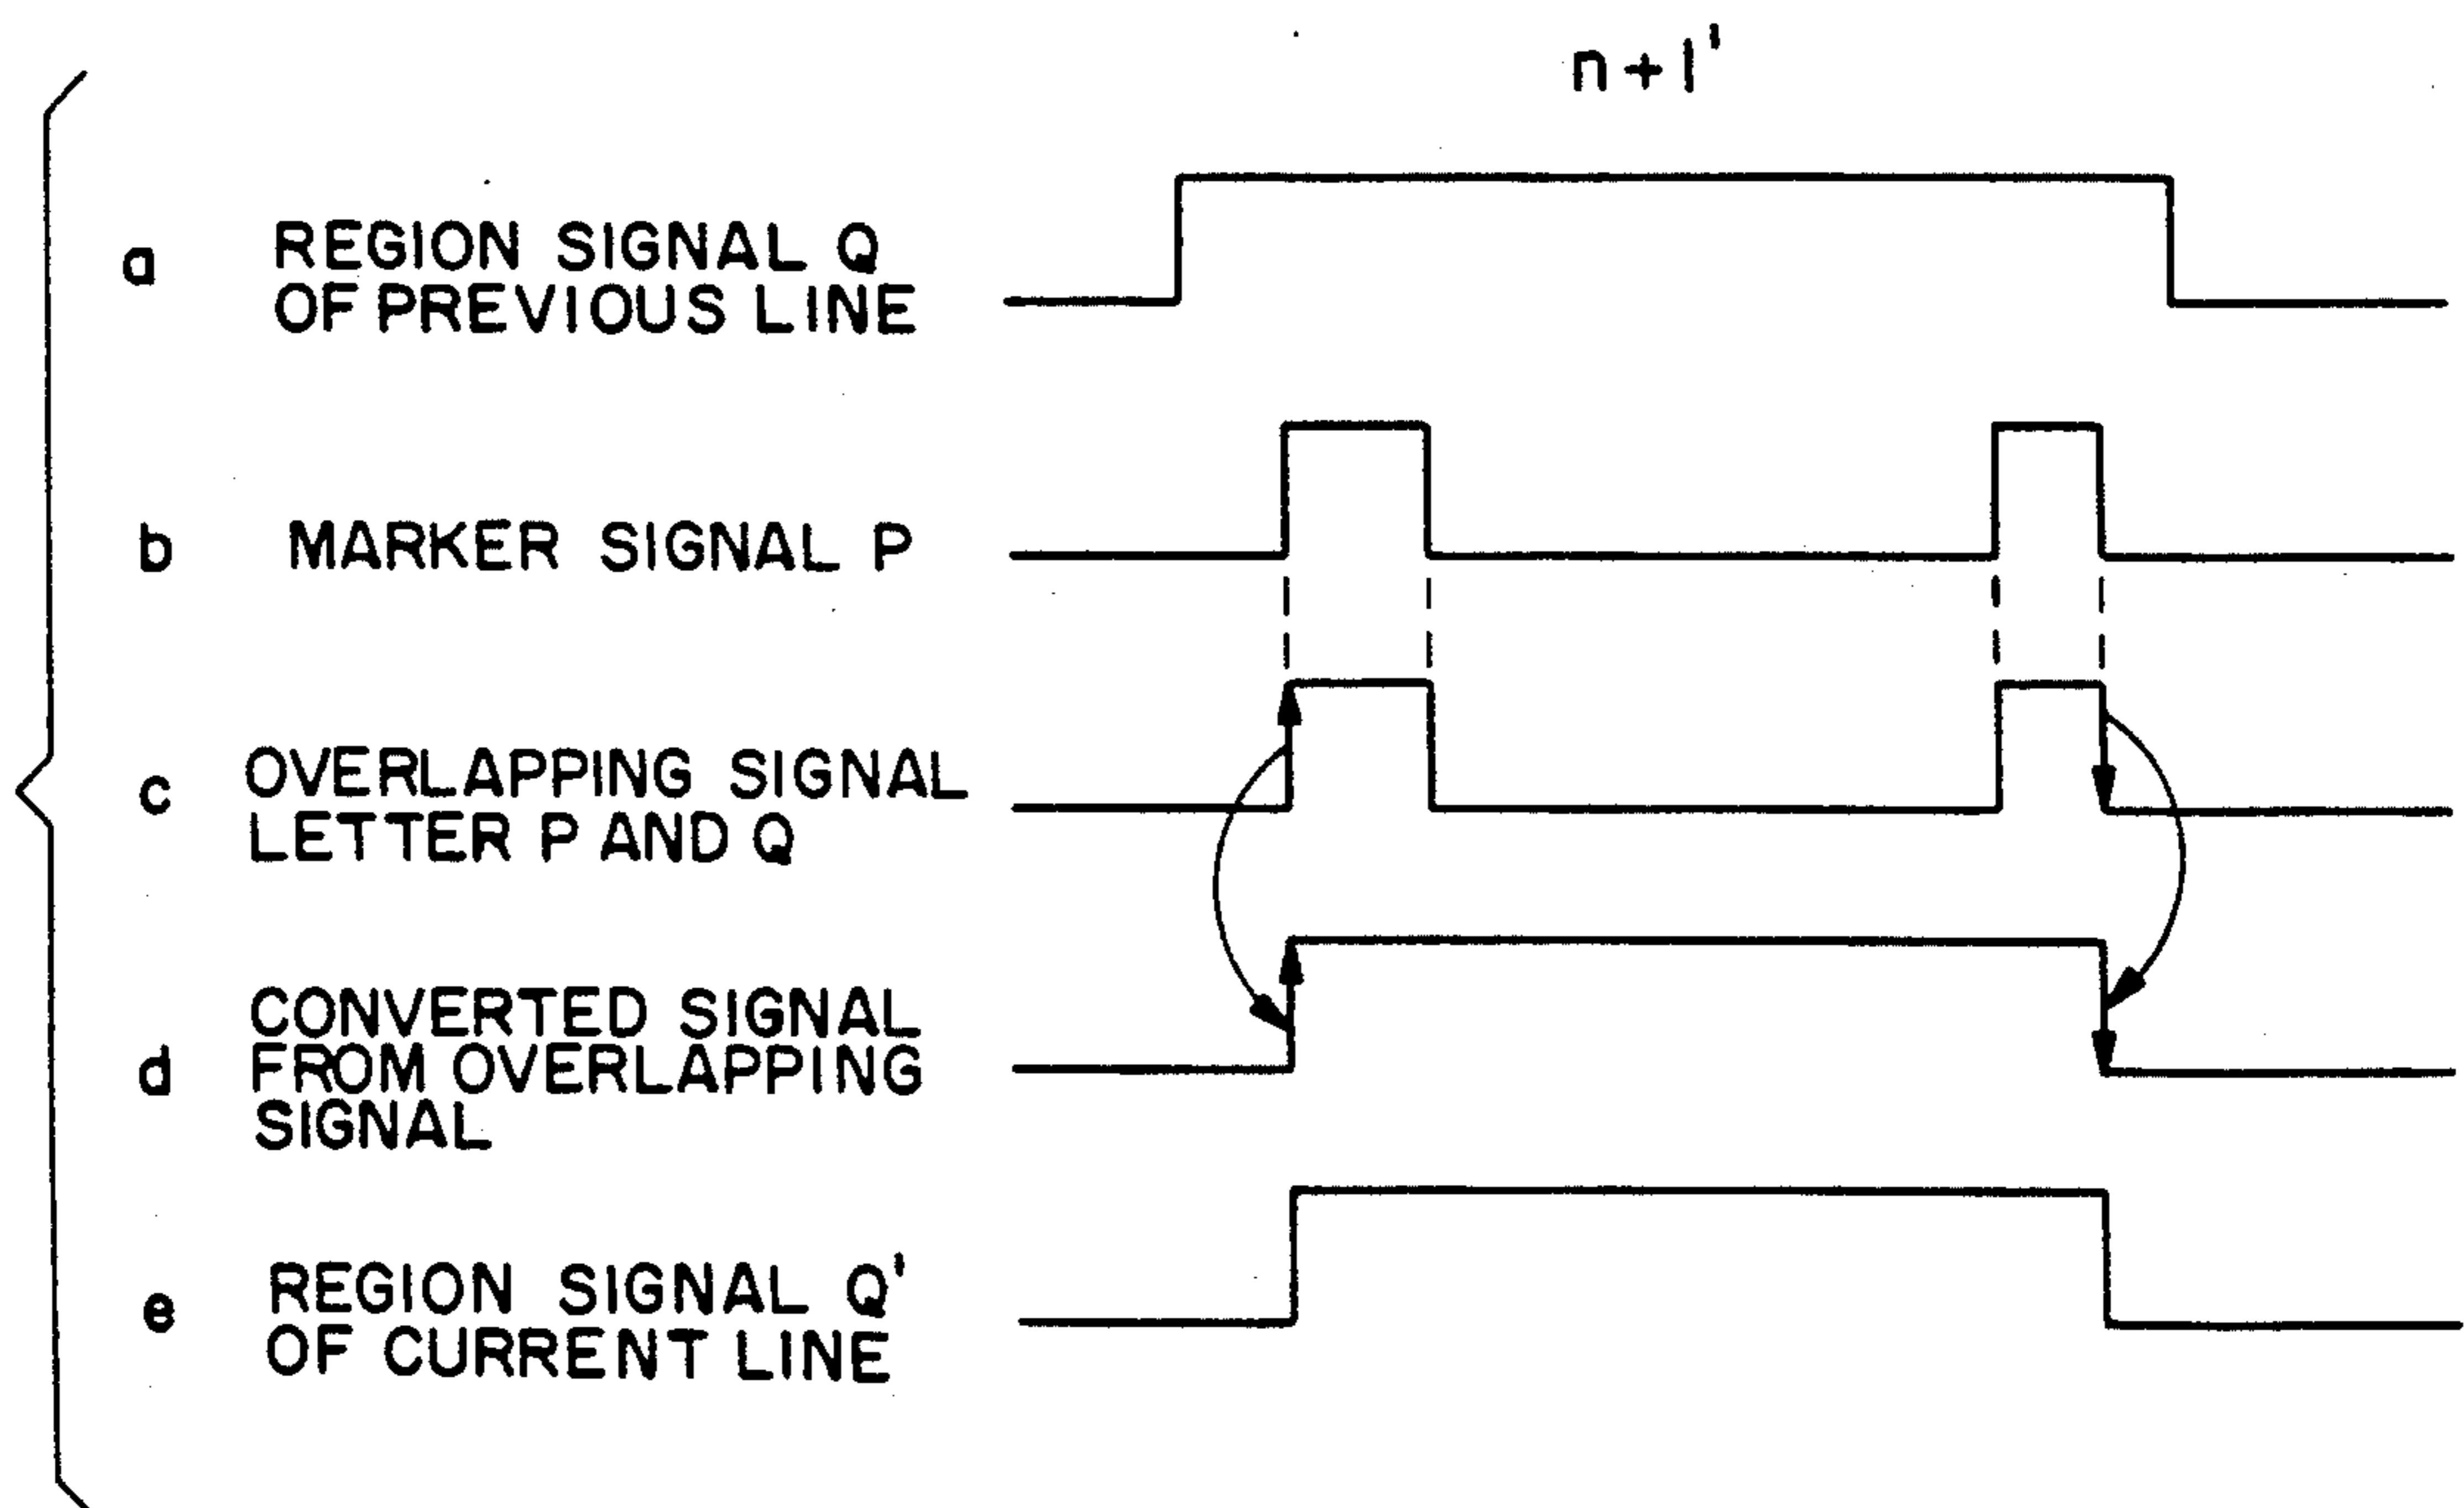 n+1'
a REGION SIGNAL Q
OF PREVIOUS LINE
b MARKER SIGNAL P
c OVERLAPPING SIGNAL
LETTER P AND Q
CONVERTED SIGNAL
d FROM OVERLAPPING
SIGNAL
e REGION SIGNAL Q'
OF CURRENT LINE